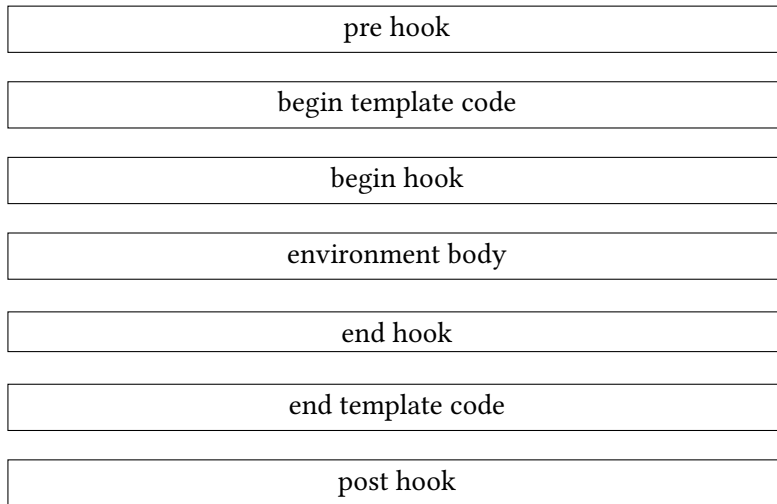 pre hook
begin template code
begin hook
environment body
end hook
end template code
post hook